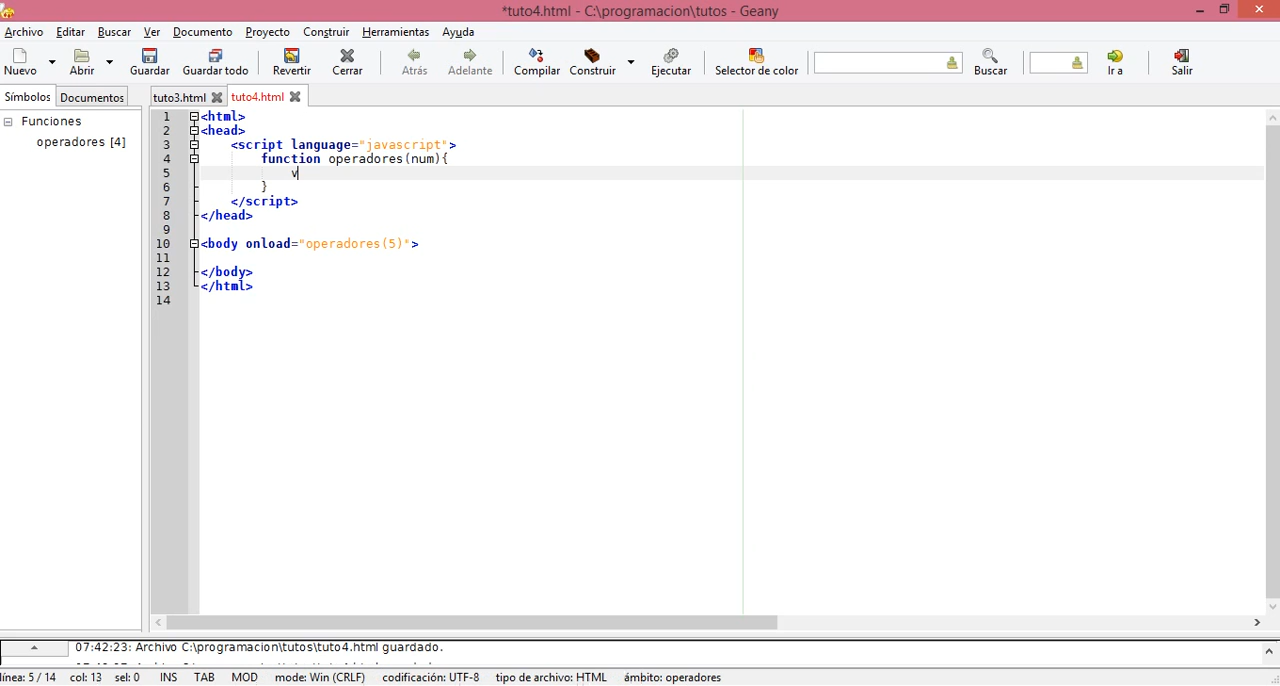 *tuto4.html - C:\programacion\tutos - Geany
Archivo Editar Buscar Ver Documento Proyecto Construir Herramientas Ayuda
Nuevo Abrir Guardar Guardar todo Revertir Cerrar Atrás Adelante Compilar Construir Ejecutar Selector de color Buscar Ir a Salir
Símbolos Documentos tuto3.html tuto4.html
Funciones
operadores [4]
1 <html>
2 <head>
3 <script language="javascript">
4 function operadores(num){
5 v
6 }
7 </script>
8 </head>
9
10 <body onload="operadores(5)">
11
12 </body>
13 </html>
14
07:42:23: Archivo C:\programacion\tutos\tuto4.html guardado.
línea: 5 / 14 col: 13 sel: 0 INS TAB MOD mode: Win (CRLF) codificación: UTF-8 tipo de archivo: HTML ámbito: operadores